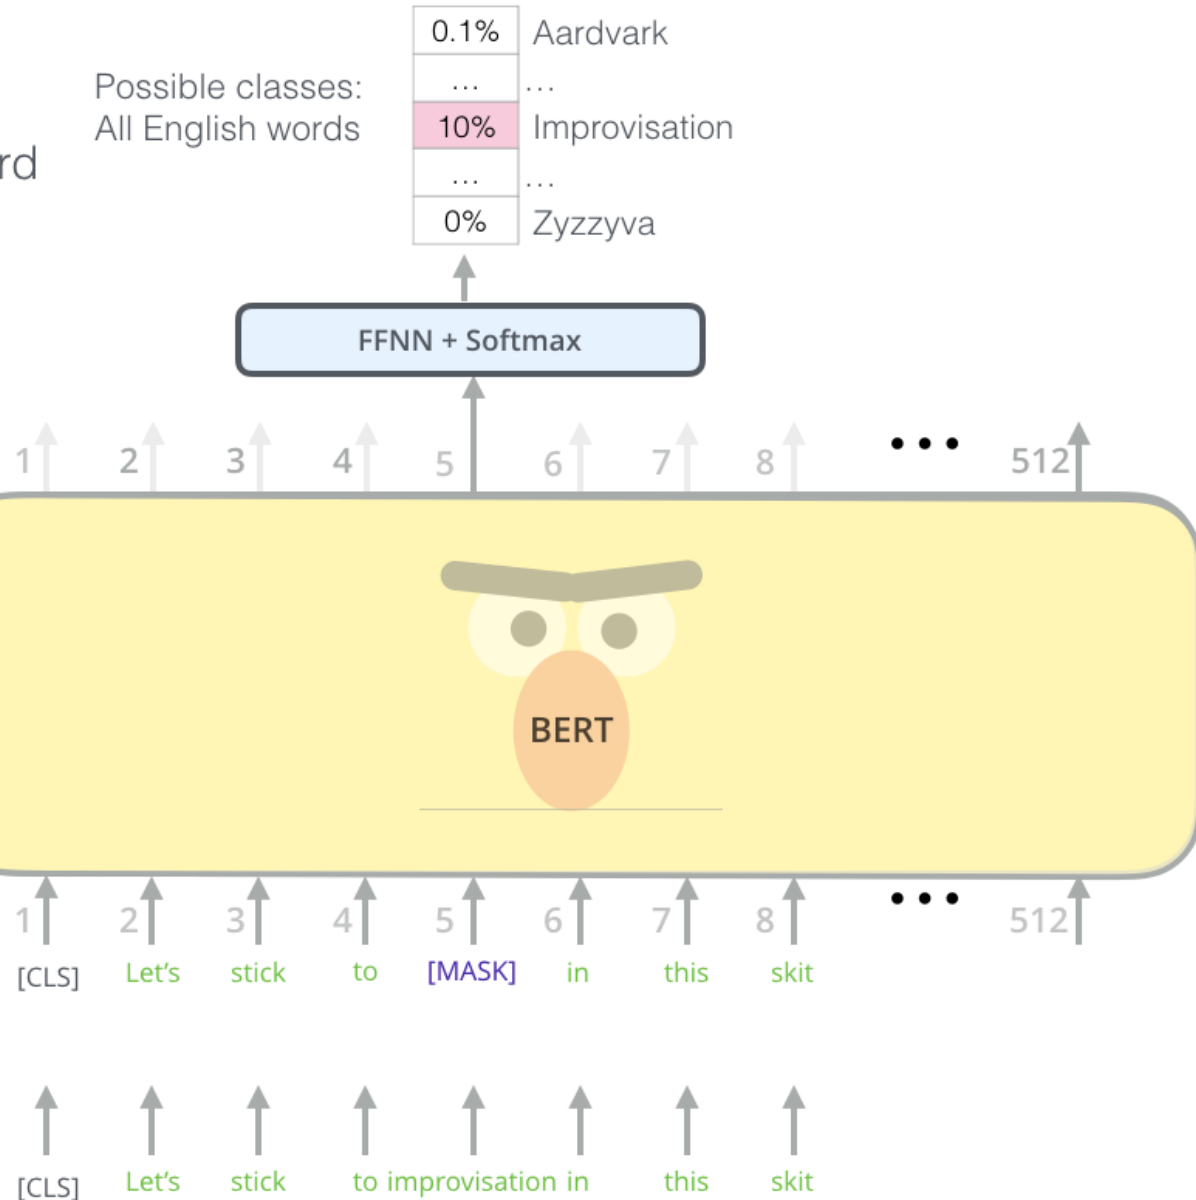 0.1% Aardvark
... ...
Possible classes:
All English words
10% Improvisation
rd
... ...
0% Zyzzyva
FFNN + Softmax
1 2 3 4 5 6 7 8 ••• 512
BERT
1 2 3 4 5 6 7 8 ••• 512
[CLS] Let's stick to [MASK] in this skit
[CLS] Let's stick to improvisation in this skit